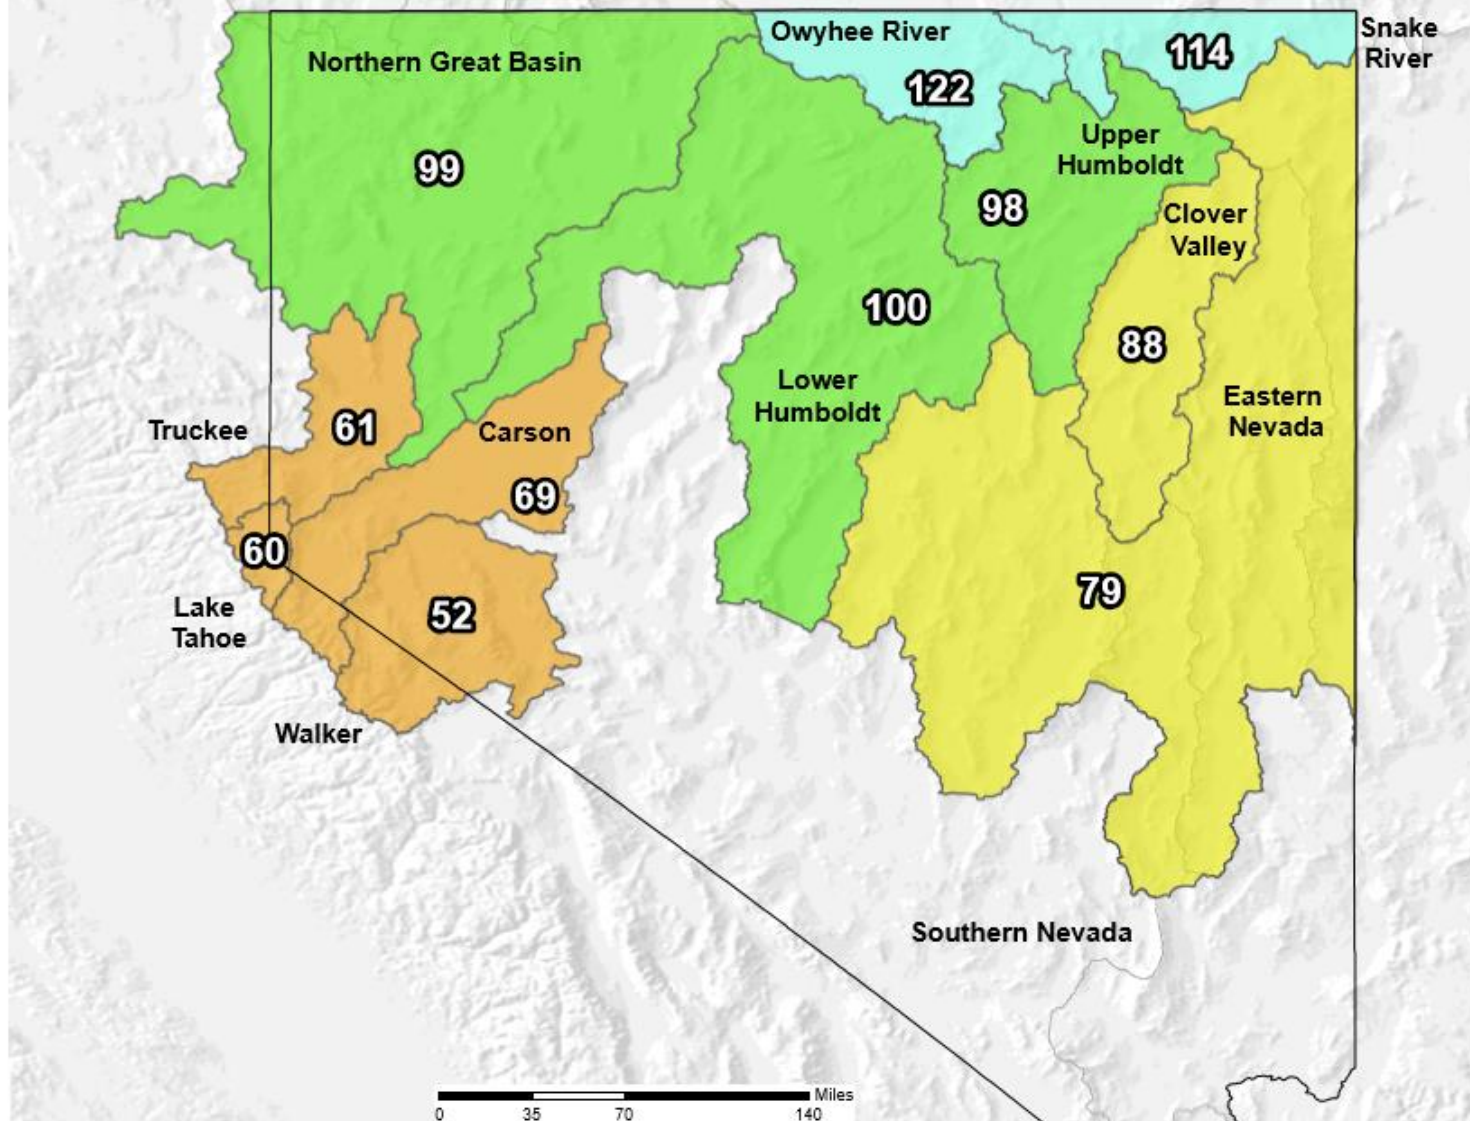 Northern Great Basin
99
Owyhee River
122
114
Snake
River
Upper
Humboldt
98
Clover
Valley
100
88
Lower
Humboldt
Eastern
Nevada
Truckee
61
Carson
69
60
Lake
Tahoe
52
79
Walker
Southern Nevada
Miles
0 35 70 140